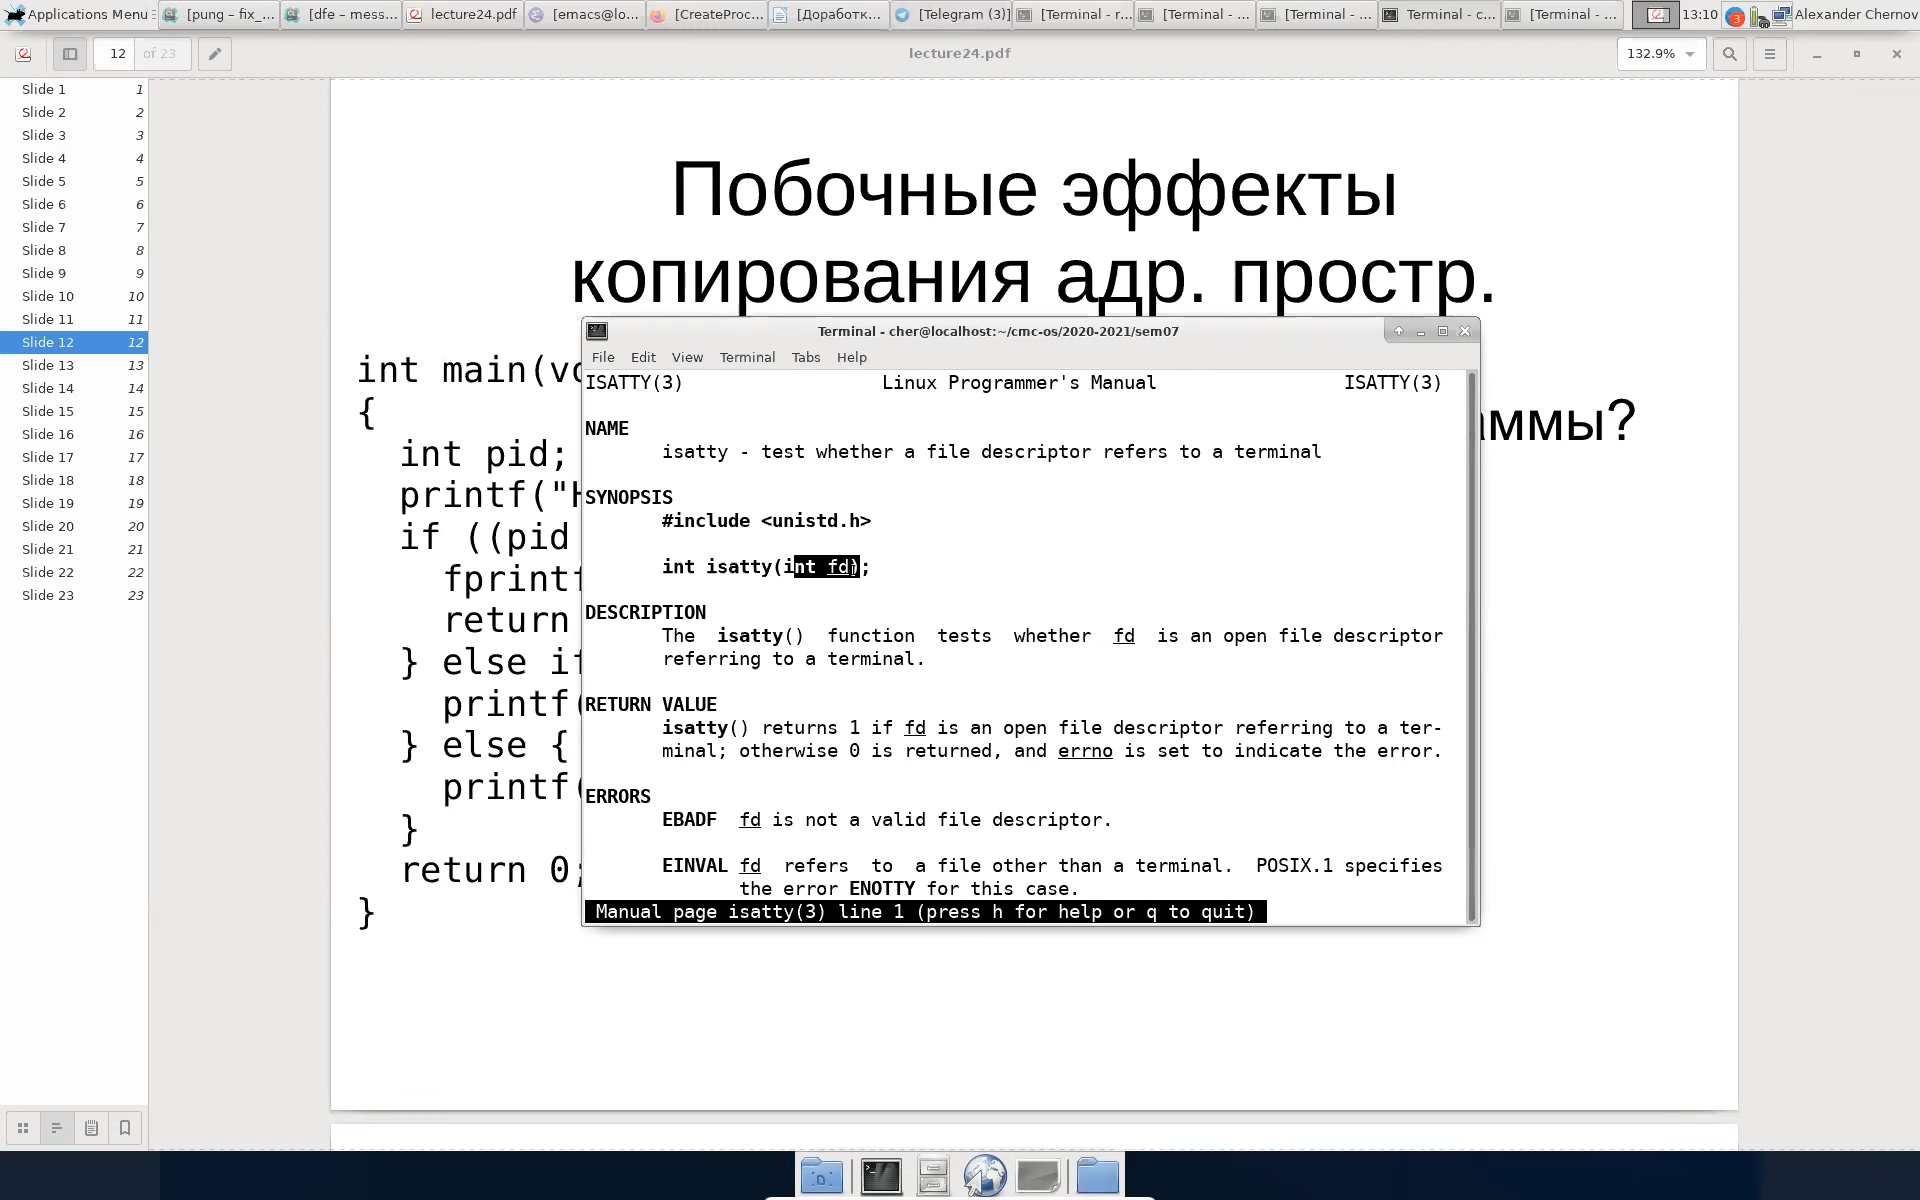 Applications Menu [pung – fix_... [dfe – mess... lecture24.pdf [emacs@lo... [CreateProc... [Доработк... [Telegram (3)] [Terminal - r... [Terminal - ... [Terminal - ... Terminal - c... [Terminal - ... 13:10 3 Alexander Chernov
12 of 23 lecture24.pdf 132.9%
Slide 1 1
Slide 2 2
Slide 3 3
Slide 4 4
Slide 5 5
Slide 6 6
Slide 7 7
Slide 8 8
Slide 9 9
Slide 10 10
Slide 11 11
Slide 12 12
Slide 13 13
Slide 14 14
Slide 15 15
Slide 16 16
Slide 17 17
Slide 18 18
Slide 19 19
Slide 20 20
Slide 21 21
Slide 22 22
Slide 23 23
Побочные эффекты
копирования адр. простр.
int main(vo
{
int pid;
printf("H
if ((pid
fprintf
return
} else if
printf(
} else {
printf(
}
return 0;
}
аммы?
Terminal - cher@localhost:~/cmc-os/2020-2021/sem07
File Edit View Terminal Tabs Help
ISATTY(3) Linux Programmer's Manual ISATTY(3)
NAME
isatty - test whether a file descriptor refers to a terminal
SYNOPSIS
#include <unistd.h>
int isatty(int fd);
DESCRIPTION
The isatty() function tests whether fd is an open file descriptor
referring to a terminal.
RETURN VALUE
isatty() returns 1 if fd is an open file descriptor referring to a ter-
minal; otherwise 0 is returned, and errno is set to indicate the error.
ERRORS
EBADF fd is not a valid file descriptor.
EINVAL fd refers to a file other than a terminal. POSIX.1 specifies
the error ENOTTY for this case.
Manual page isatty(3) line 1 (press h for help or q to quit)